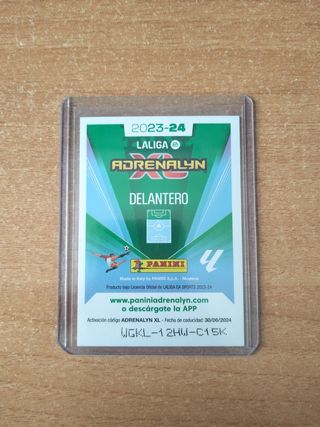 2023-24
LALIGA
ADRENALYN
XL
DELANTERO
PANINI
Made in Italy by PANINI S.p.A. - Modena
Producto bajo Licencia Oficial de LALIGA EA SPORTS 2023-24
www.paniniadrenalyn.com
o descárgate la APP
Activación código ADRENALYN XL - Fecha de caducidad 30/06/2024
WGKL-12HW-C15K